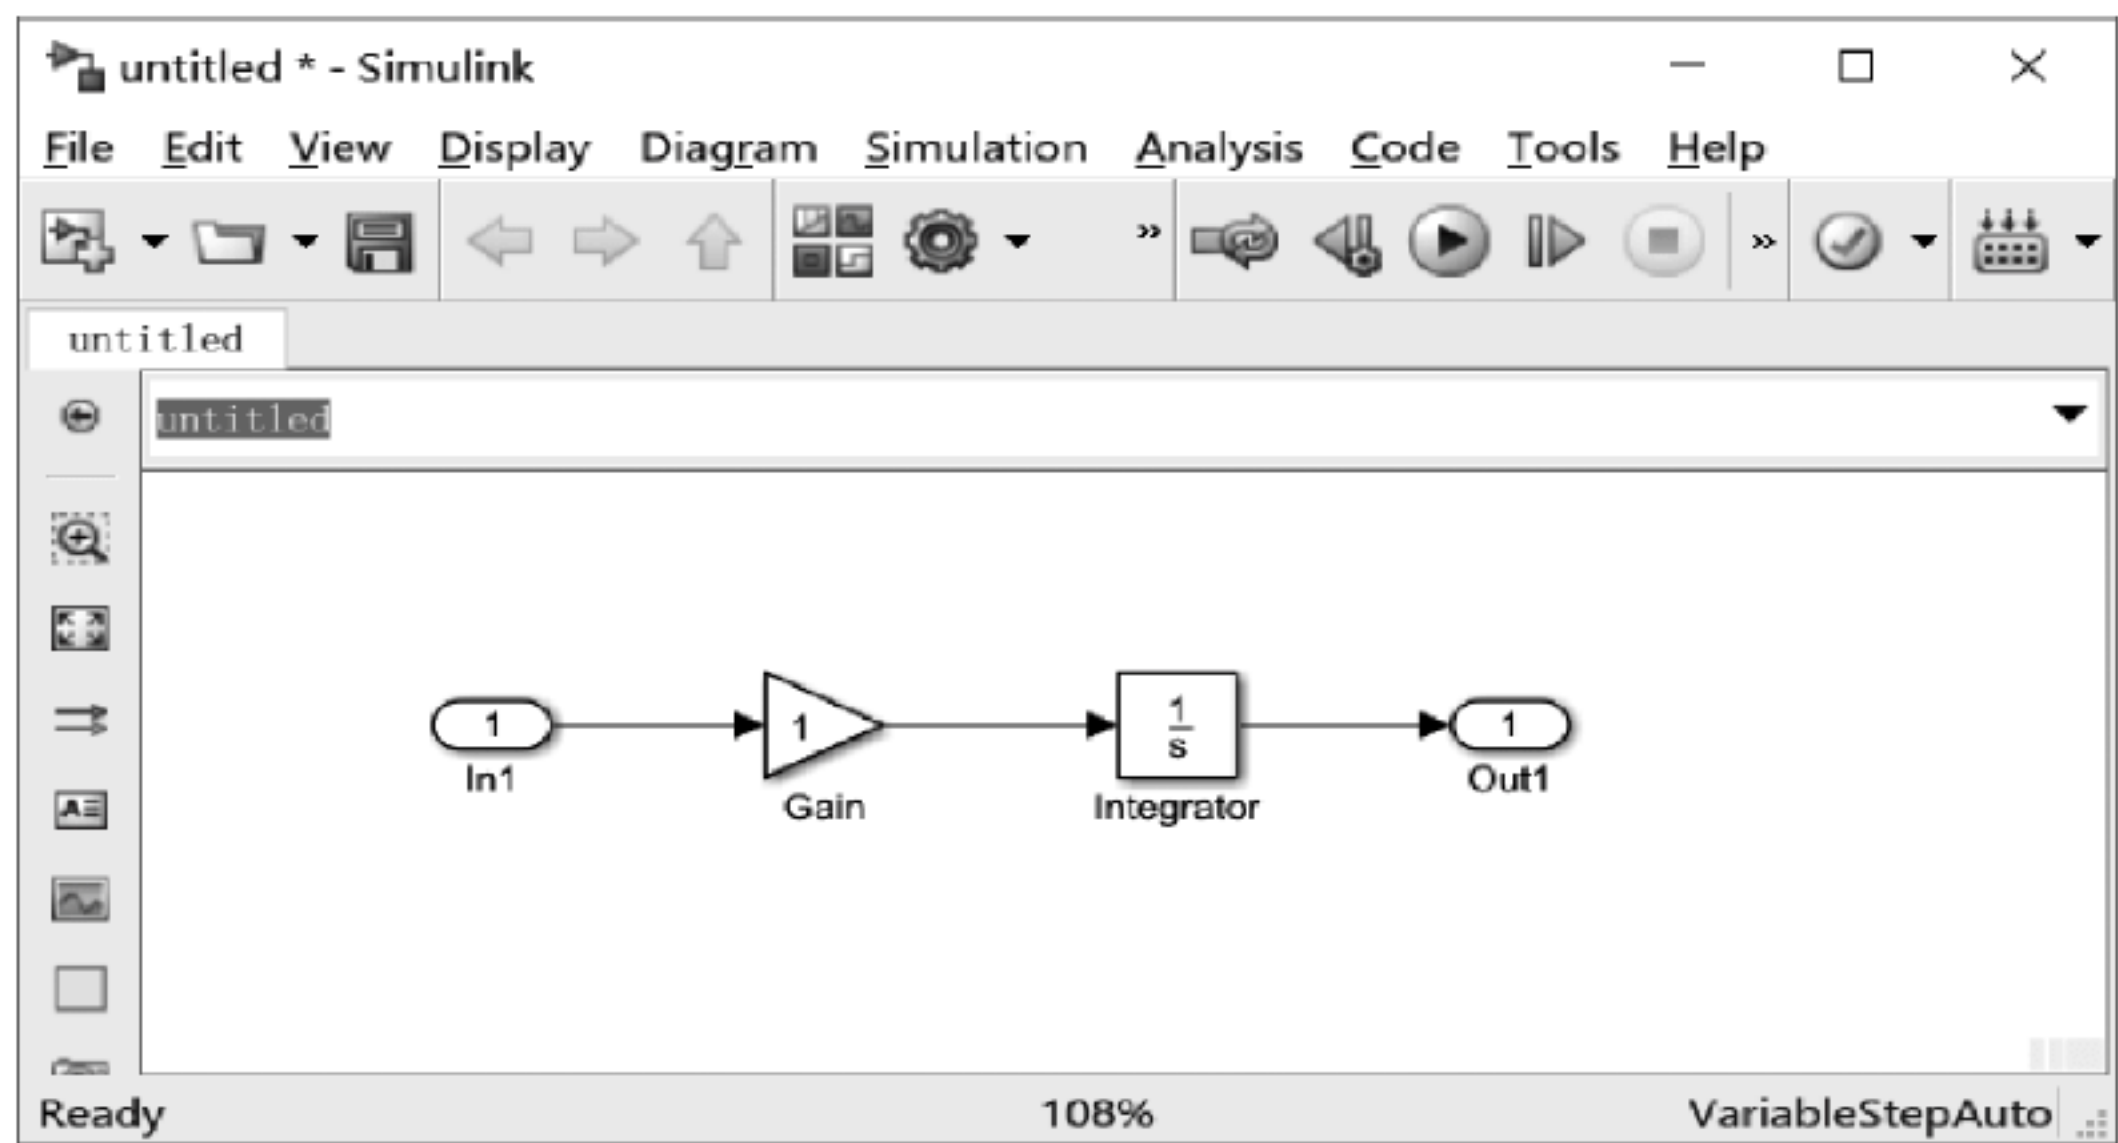 untitled * - Simulink
File Edit View Display Diagram Simulation Analysis Code Tools Help
» »
untitled
untitled
A
1 1 1 1
s
In1 Gain Integrator Out1
Ready 108% VariableStepAuto